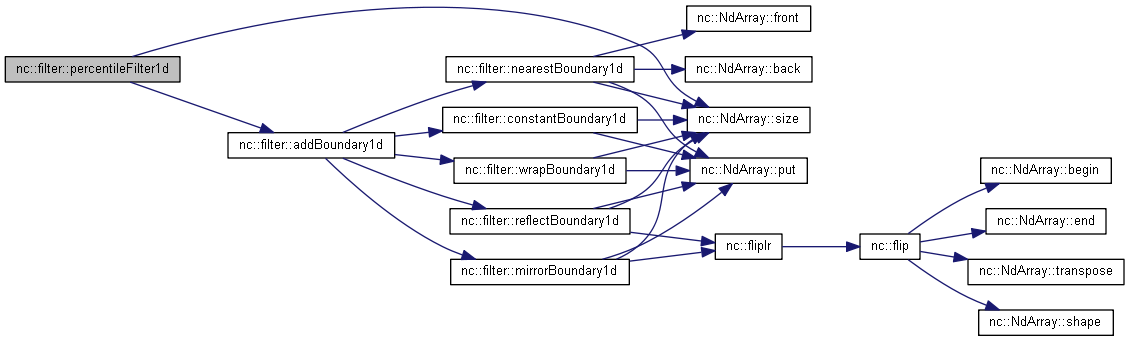 nc::filter::percentileFilter1d
nc::filter::addBoundary1d
nc::filter::nearestBoundary1d
nc::filter::constantBoundary1d
nc::filter::wrapBoundary1d
nc::filter::reflectBoundary1d
nc::filter::mirrorBoundary1d
nc::NdArray::front
nc::NdArray::back
nc::NdArray::size
nc::NdArray::put
nc::fliplr
nc::flip
nc::NdArray::begin
nc::NdArray::end
nc::NdArray::transpose
nc::NdArray::shape